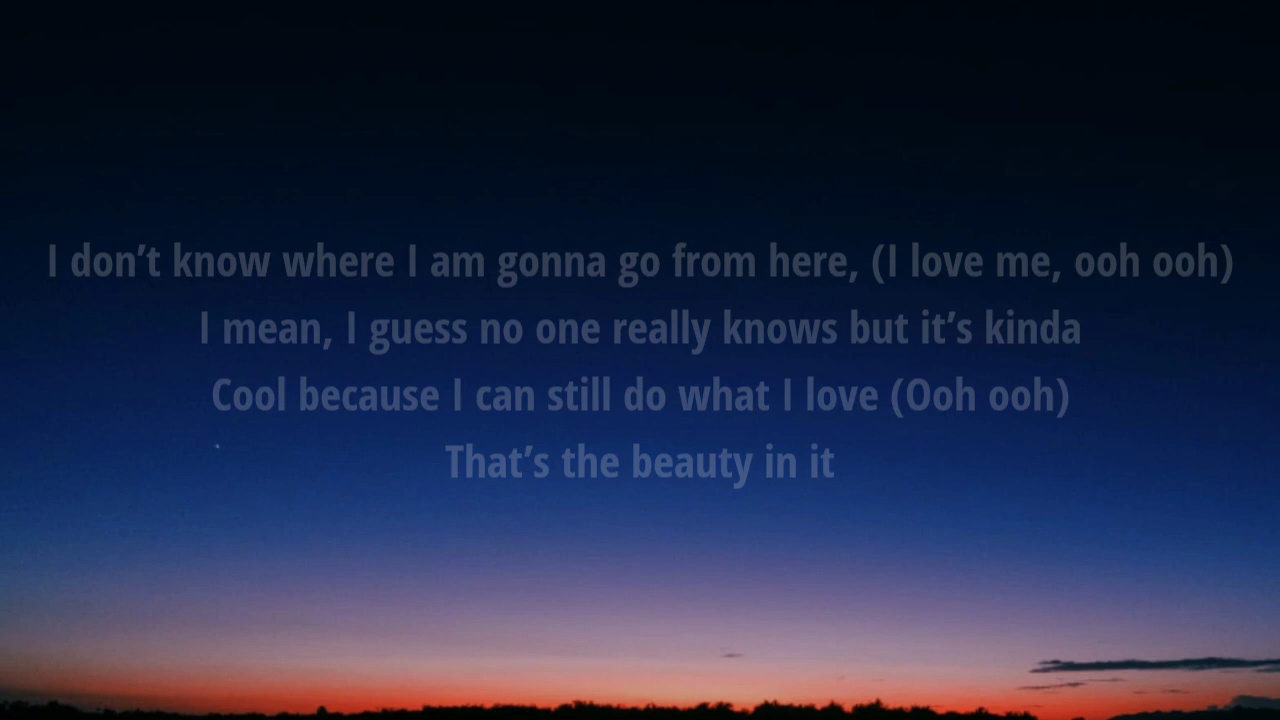 I don’t know where I am gonna go from here, (I love me, ooh ooh)
I mean, I guess no one really knows but it’s kinda
Cool because I can still do what I love (Ooh ooh)
That’s the beauty in it